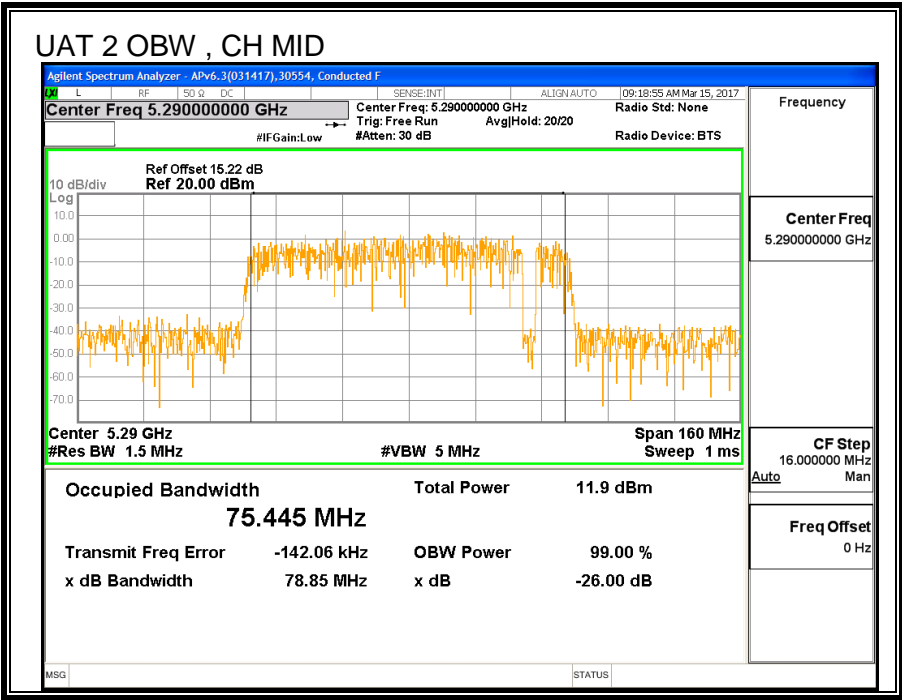 UAT 2 OBW , CH MID
Agilent Spectrum Analyzer - APv6.3(031417),30554, Conducted F
LXI L RF 50 Ω DC SENSE:INT ALIGN AUTO 09:18:55 AM Mar 15, 2017
Center Freq 5.290000000 GHz
Center Freq: 5.290000000 GHz
Radio Std: None
Trig: Free Run Avg|Hold: 20/20
#IFGain:Low
#Atten: 30 dB
Radio Device: BTS
Frequency
Ref Offset 15.22 dB
10 dB/div Ref 20.00 dBm
Log
10.0
0.00
-10.0
-20.0
-30.0
-40.0
-50.0
-60.0
-70.0
Center 5.29 GHz Span 160 MHz
#Res BW 1.5 MHz #VBW 5 MHz Sweep 1 ms
Center Freq
5.290000000 GHz
CF Step
16.000000 MHz
Auto Man
Freq Offset
0 Hz
Occupied Bandwidth Total Power 11.9 dBm
75.445 MHz
Transmit Freq Error -142.06 kHz OBW Power 99.00 %
x dB Bandwidth 78.85 MHz x dB -26.00 dB
MSG STATUS